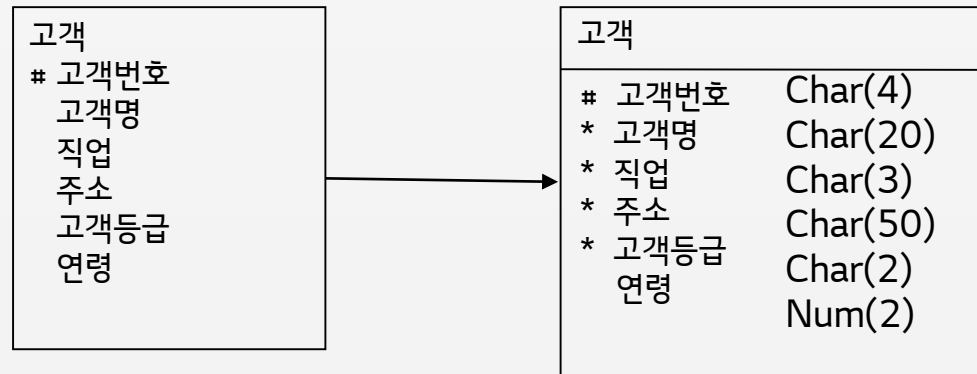 고객
# 고객번호
고객명
직업
주소
고객등급
연령
고객
# 고객번호 Char(4)
* 고객명 Char(20)
* 직업 Char(3)
* 주소 Char(50)
* 고객등급 Char(2)
연령 Num(2)